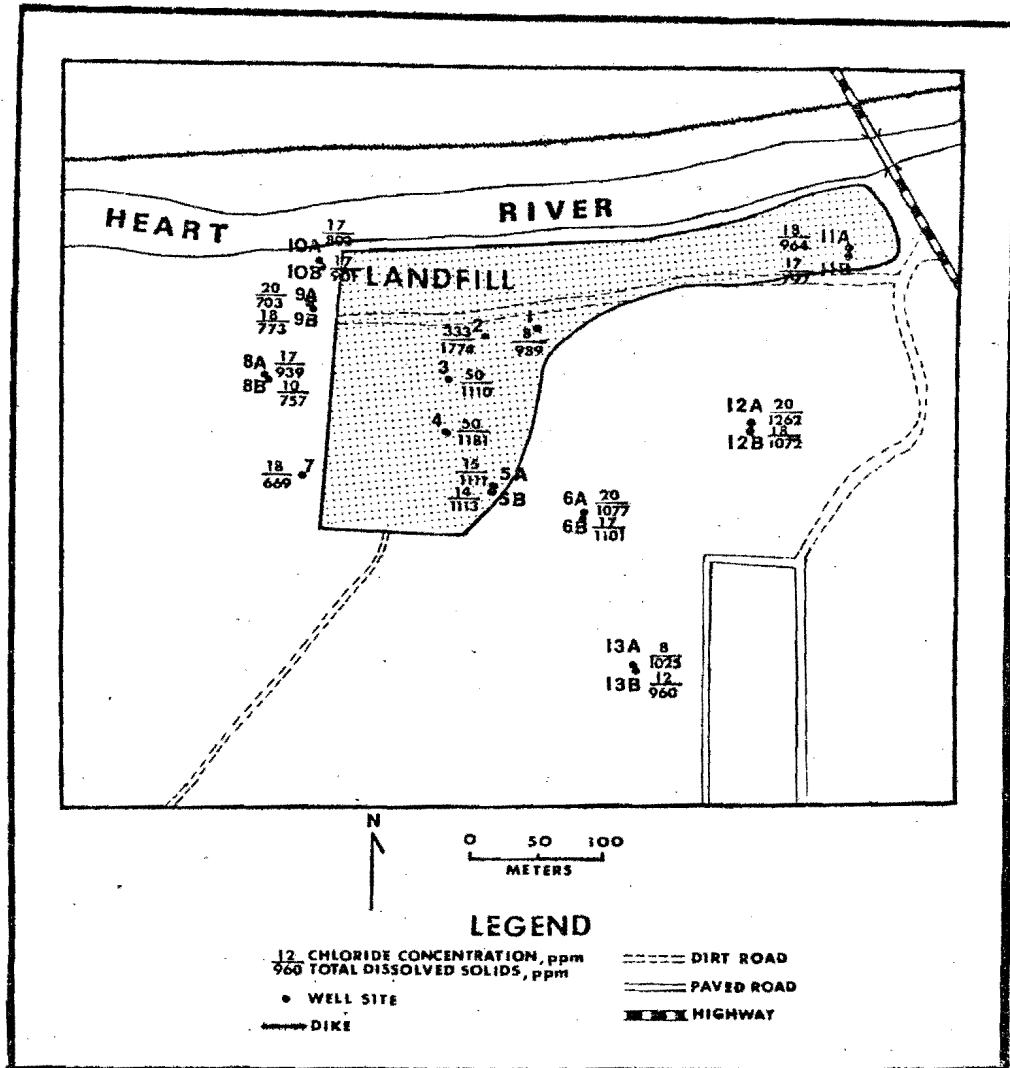 HEART RIVER
LANDFILL
17
10A 800
10B 17
901
20
703 9A
18
773 9B
8A 17
939
8B 10
757
18
669 7
333 2
1774
1
8
989
3 50
1110
4 50
1181
15
1111 5A
14
1113 5B
6A 20
1077
6B 17
1101
18 11A
964
17 11B
12A 20
1262
12B 18
1072
13A 8
1025
13B 12
960
N
0 50 100
METERS
LEGEND
12 CHLORIDE CONCENTRATION, ppm
960 TOTAL DISSOLVED SOLIDS, ppm
WELL SITE
DIKE
DIRT ROAD
PAVED ROAD
HIGHWAY